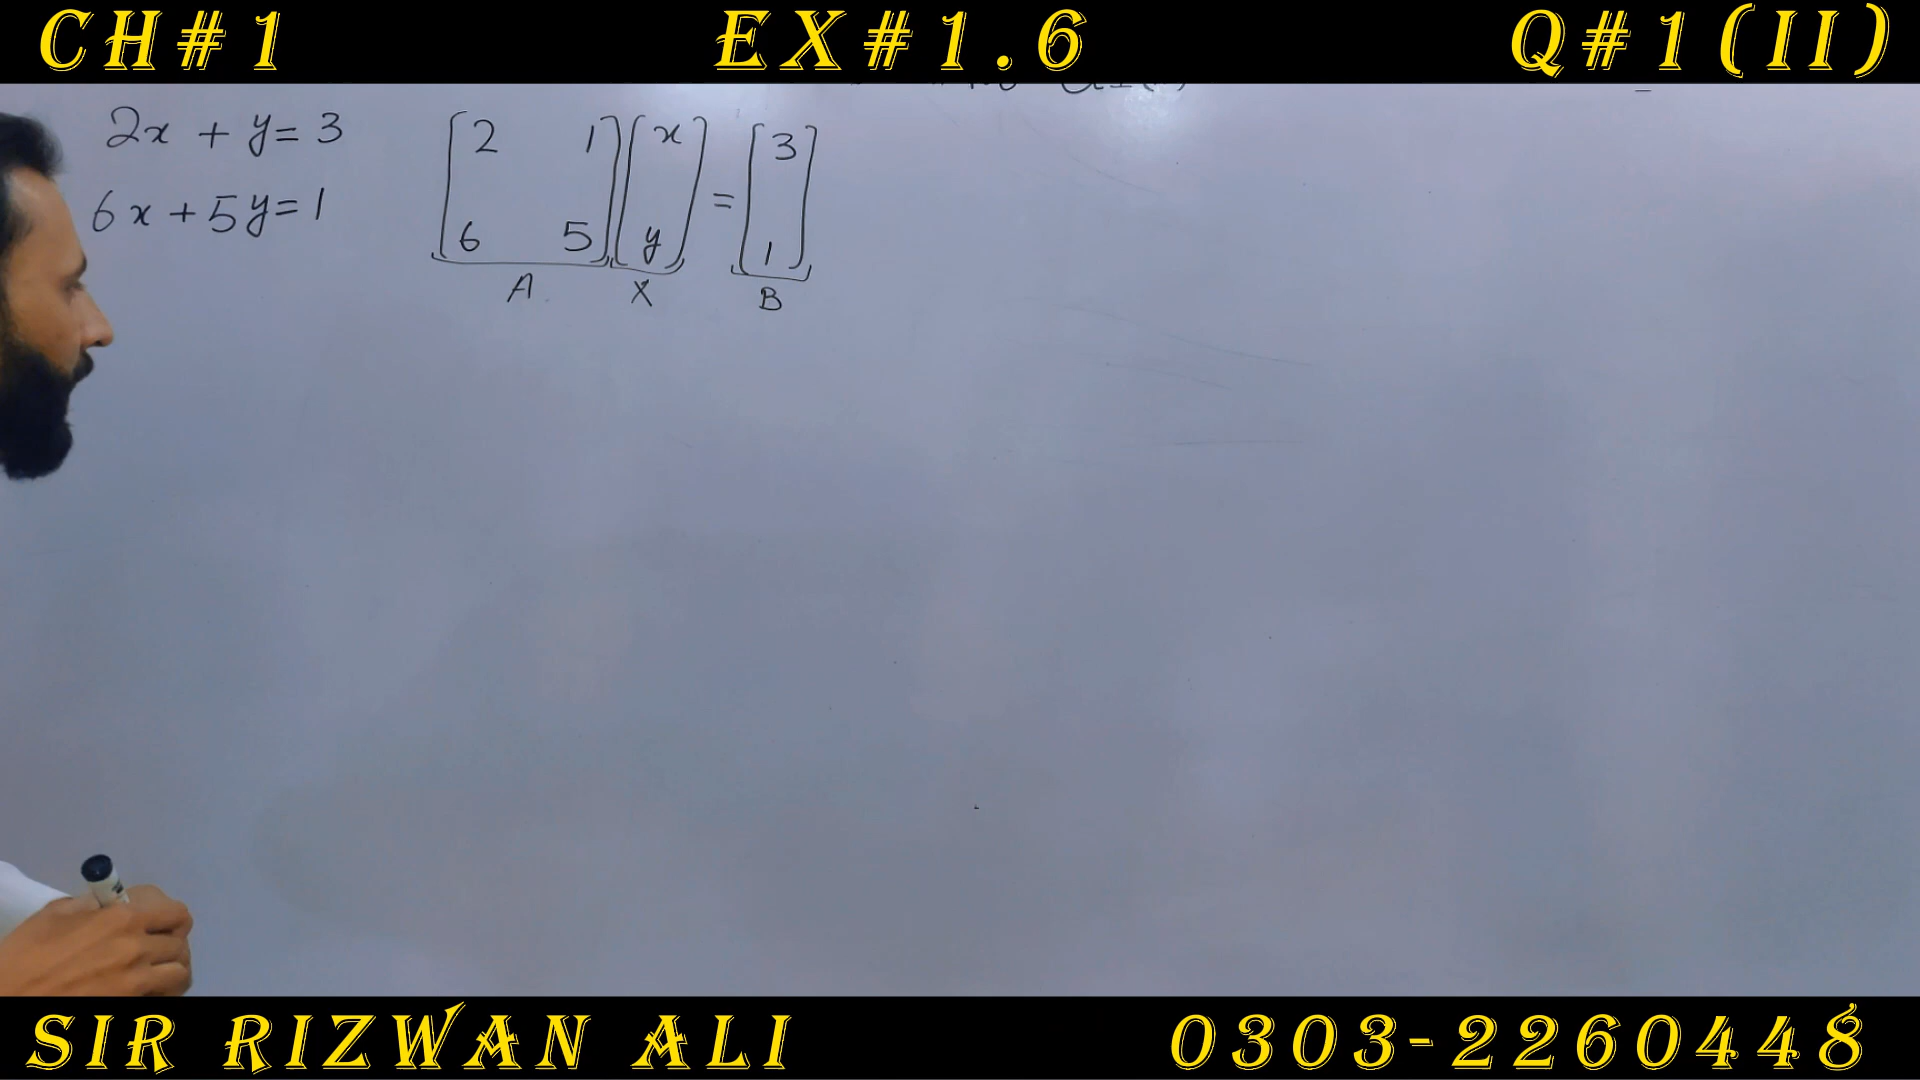 CH#1 EX#1.6 Q#1(II)
2x + y = 3
6x + 5y = 1
[2 1] [x] = [3]
[6 5] [y] [1]
A X B
SIR RIZWAN ALI 0303-2260448